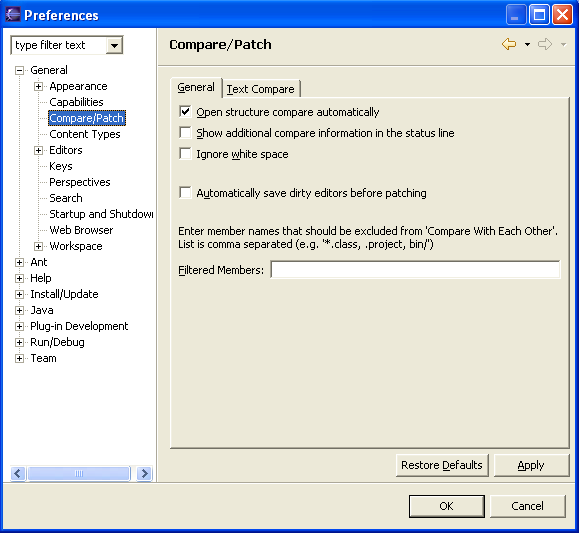 Preferences
type filter text
General
Appearance
Capabilities
Compare/Patch
Content Types
Editors
Keys
Perspectives
Search
Startup and Shutdow
Web Browser
Workspace
Ant
Help
Install/Update
Java
Plug-in Development
Run/Debug
Team
Compare/Patch
General
Text Compare
Open structure compare automatically
Show additional compare information in the status line
Ignore white space
Automatically save dirty editors before patching
Enter member names that should be excluded from 'Compare With Each Other'.
List is comma separated (e.g. '*.class, .project, bin/')
Filtered Members:
Restore Defaults
Apply
OK
Cancel